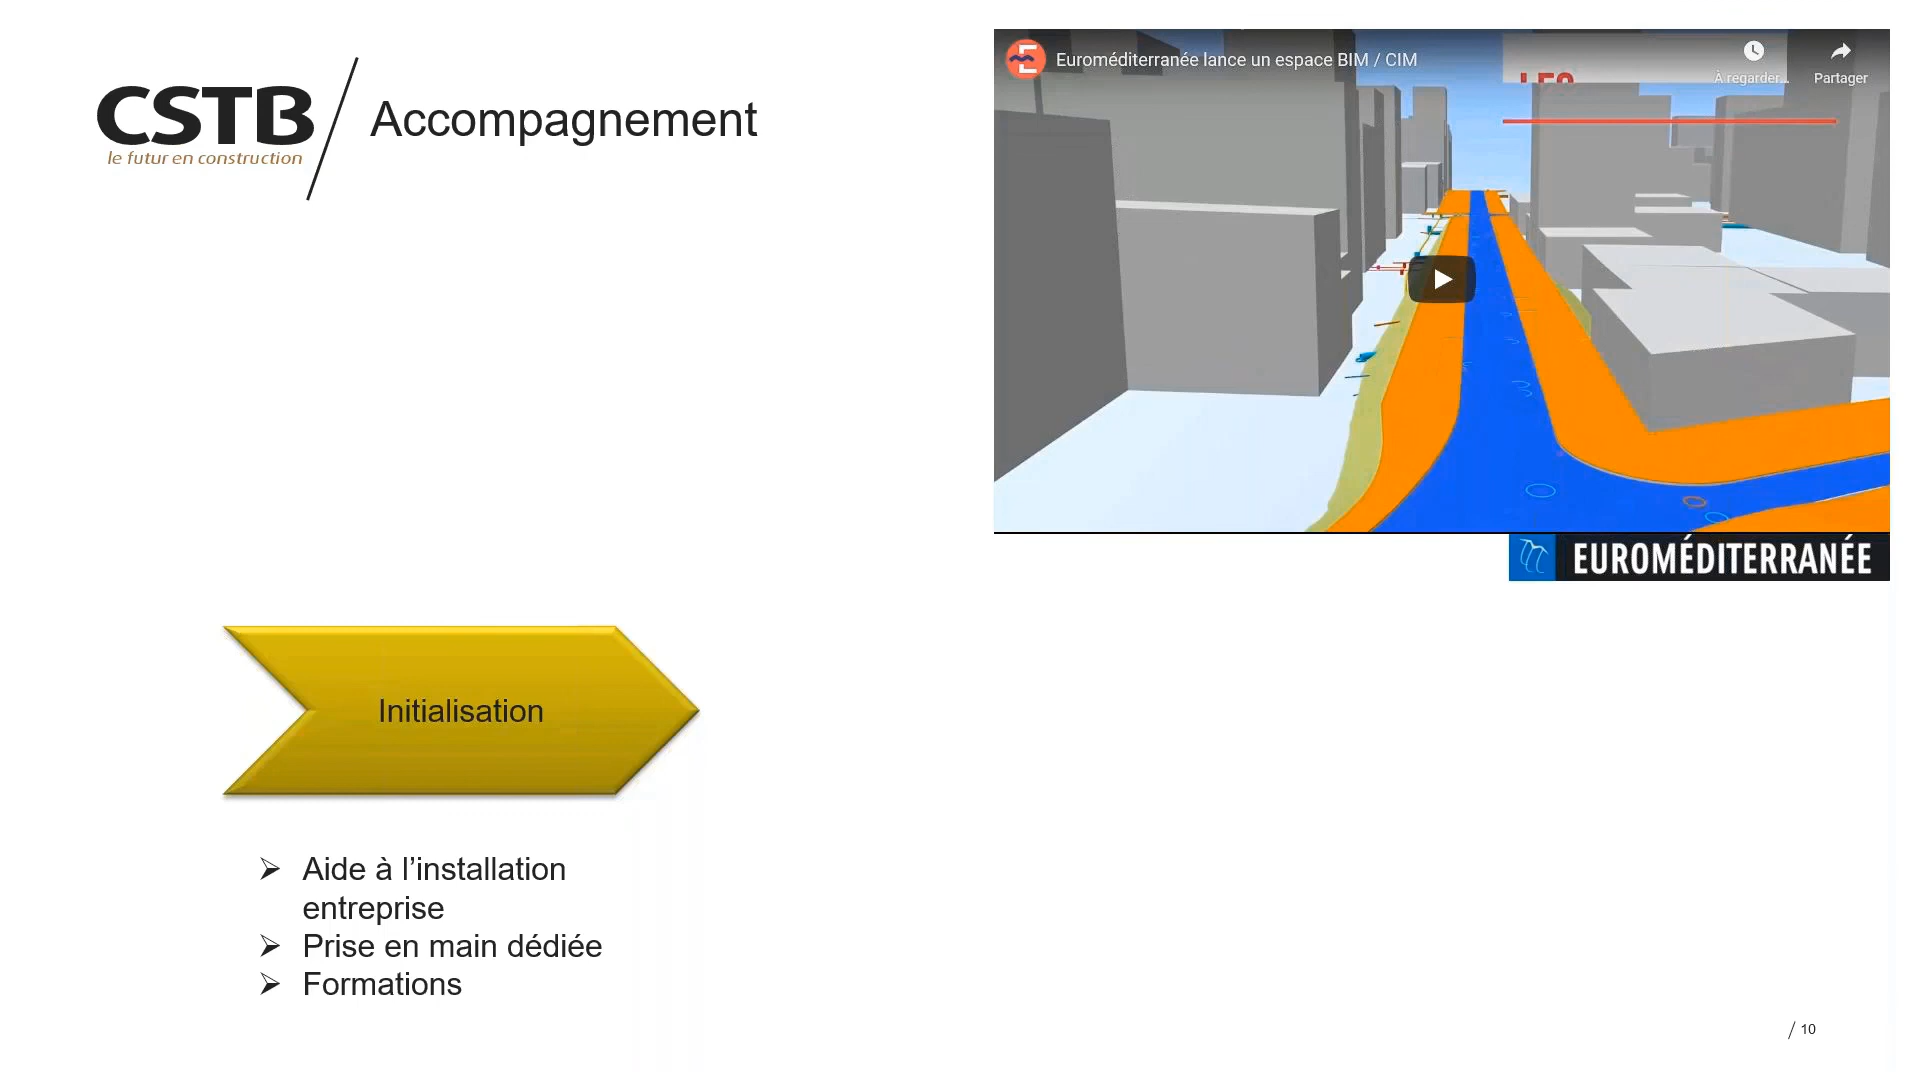 CSTB
le futur en construction
Accompagnement
Euroméditerranée lance un espace BIM / CIM
À regarder...
Partager
EUROMÉDITERRANÉE
Initialisation
➢ Aide à l’installation
entreprise
➢ Prise en main dédiée
➢ Formations
/ 10